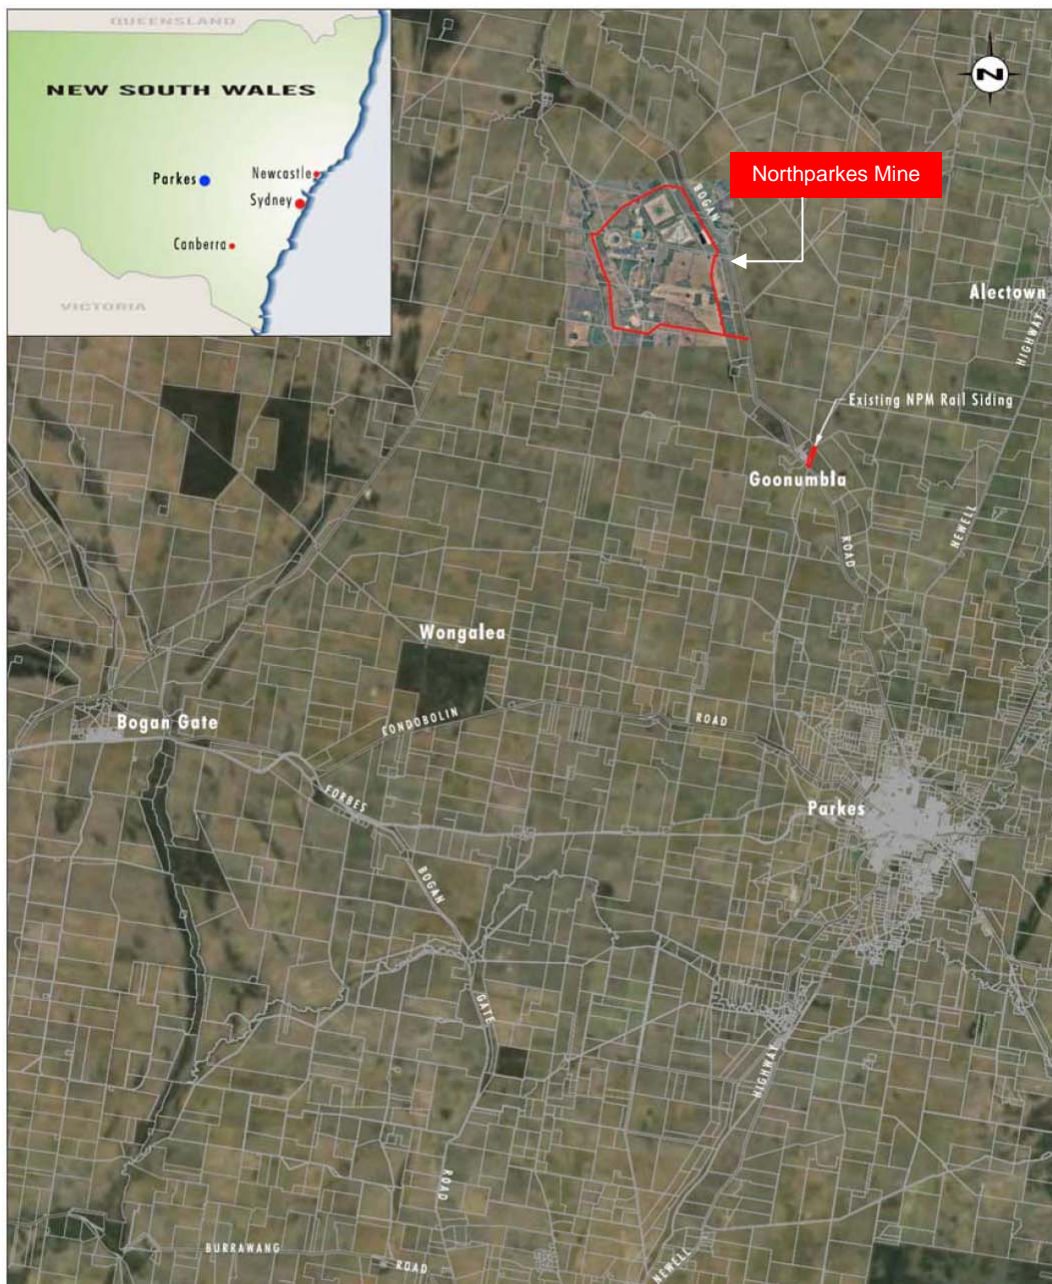 QUEENSLAND
NEW SOUTH WALES
Parkes
Newcastle
Sydney
Canberra
VICTORIA
N
Northparkes Mine
BOGAN
Alectown
HIGHWAY
Existing NPM Rail Siding
Goonumbla
NEWELL
ROAD
Wongalea
Bogan Gate
CONDOBOLIN
ROAD
FORBES
Parkes
BOGAN
GATE
HIGHWAY
ROAD
BURRAWANG
ROAD
NEWELL